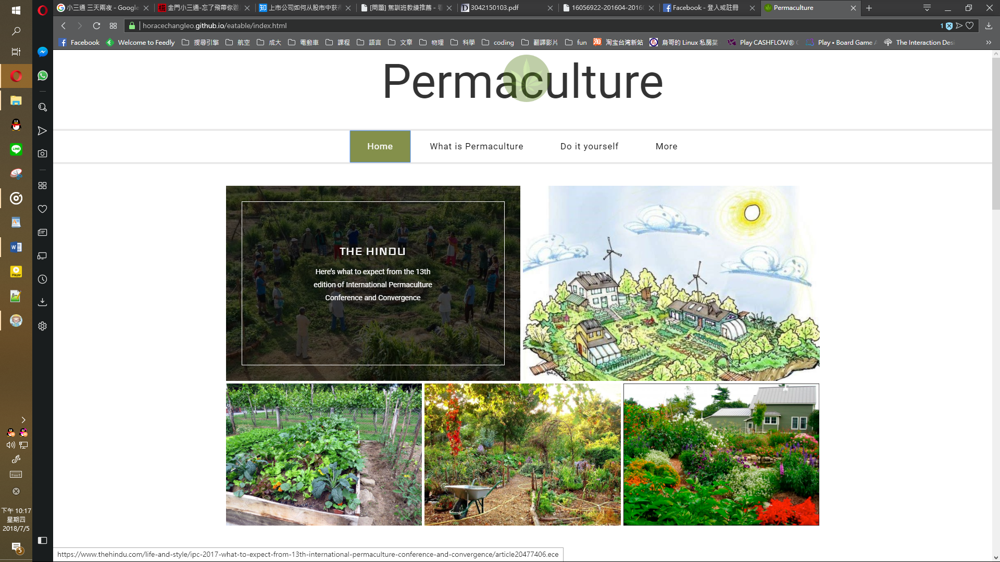 小三通 三天兩夜 - Google
金門小三通-忘了飛帶你遊
上市公司如何从股市中获
[問題] 駕訓班教練推薦 - 看
3042150103.pdf
16056922-201604-2016
Facebook - 登入或註冊
Permaculture
horacechangleo.github.io/eatable/index.html
1
Facebook
Welcome to Feedly
搜尋引擎
航空
成大
電動車
課程
語言
文章
物理
科學
coding
翻譯影片
fun
淘宝台湾新站
鳥哥的 Linux 私房菜
Play CASHFLOW®
Play • Board Game
The Interaction Des
Permaculture
Home
What is Permaculture
Do it yourself
More
THE HINDU
Here's what to expect from the 13th
edition of International Permaculture
Conference and Convergence
LINE
Player
下午 10:17
星期四
2018/7/5
5
https://www.thehindu.com/life-and-style/ipc-2017-what-to-expect-from-13th-international-permaculture-conference-and-convergence/article20477406.ece